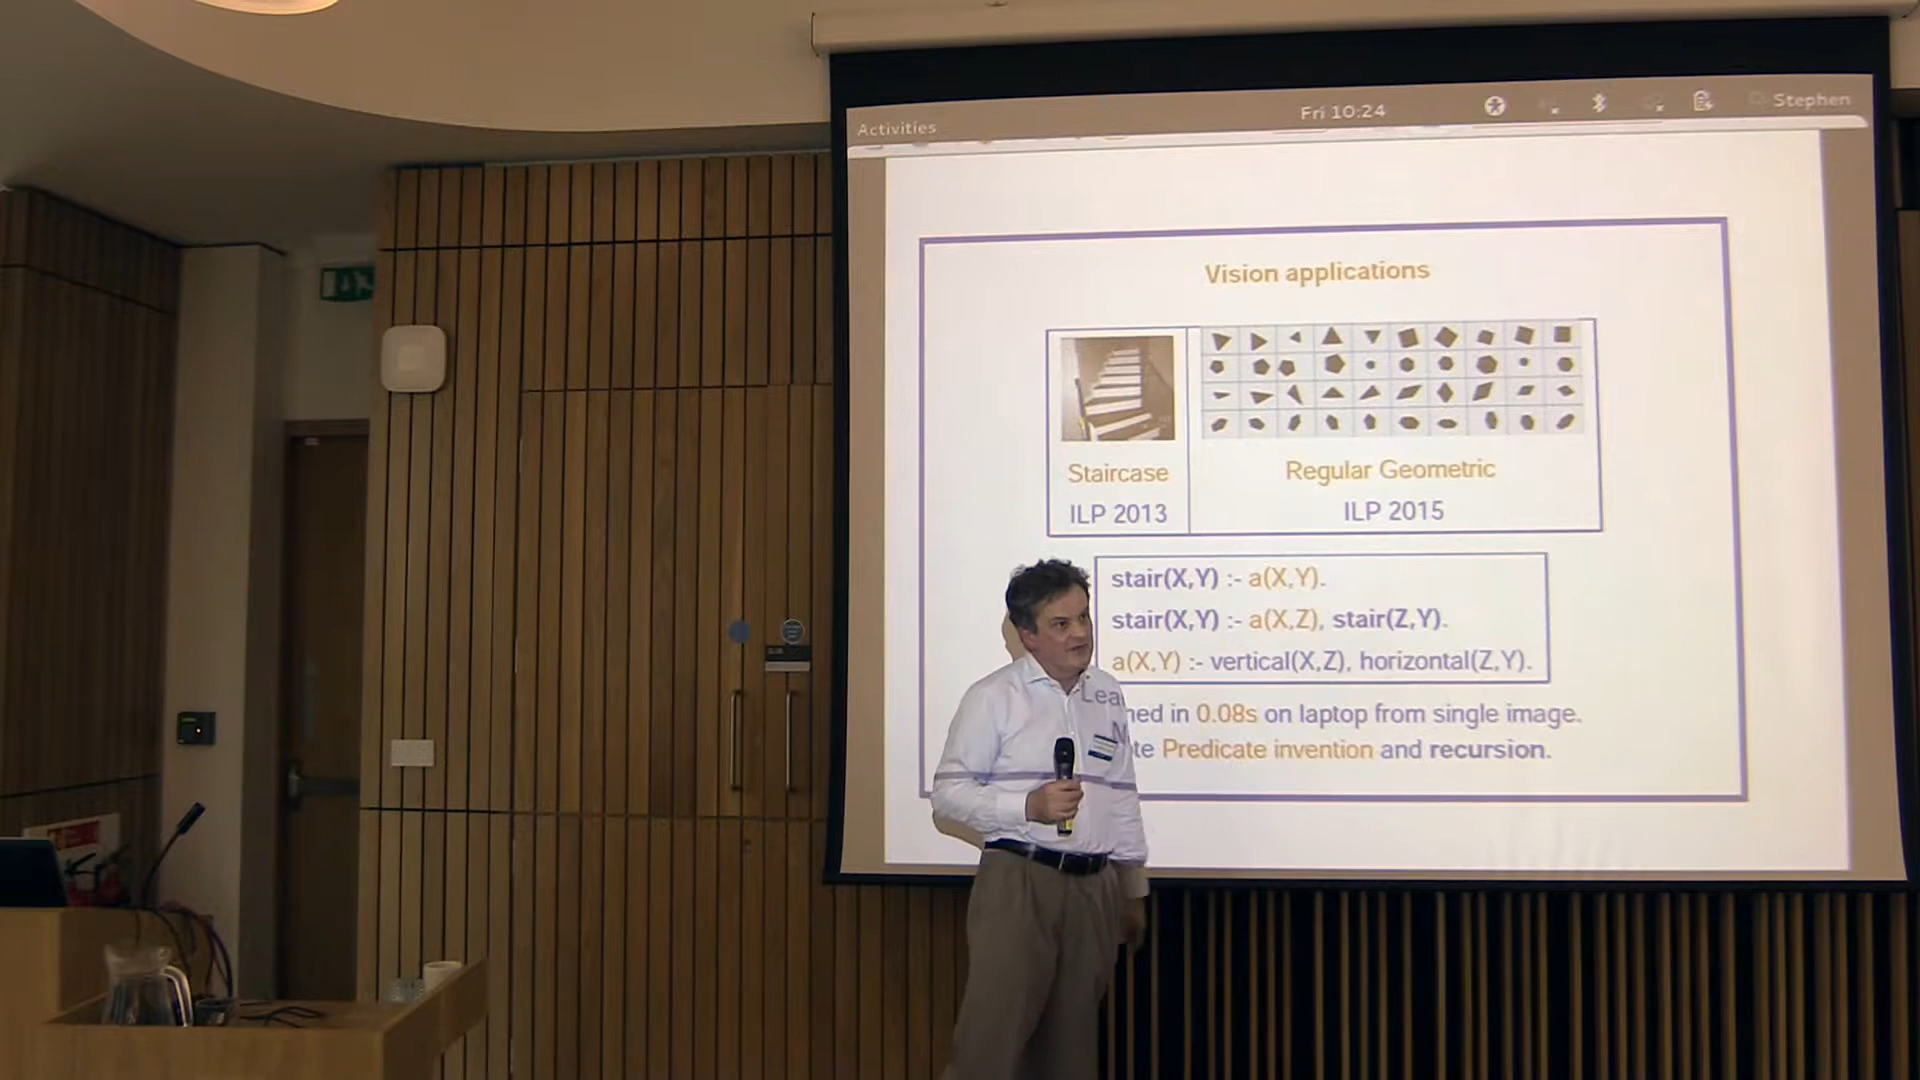 Activities
Fri 10:24
Stephen
Vision applications
Staircase
Regular Geometric
ILP 2013
ILP 2015
stair(X,Y) :- a(X,Y).
stair(X,Y) :- a(X,Z), stair(Z,Y).
a(X,Y) :- vertical(X,Z), horizontal(Z,Y).
Lea ned in 0.08s on laptop from single image.
N te Predicate invention and recursion.